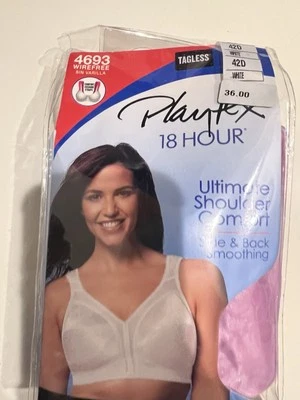 4693
WIREFREE
SIN VARILLA
TAGLESS
42D
WHITE
42D
WHITE
36.00
Playtex
18 HOUR
Ultimate
Shoulder
Comfort
Side & Back
Smoothing